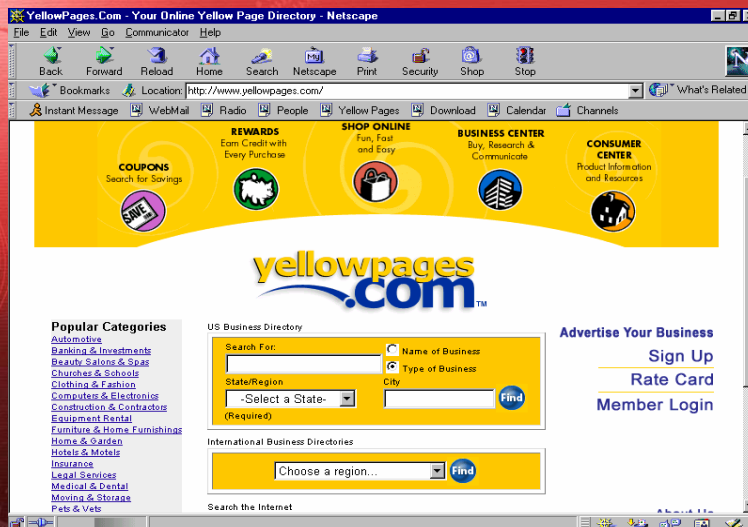 YellowPages.Com - Your Online Yellow Page Directory - Netscape
File Edit View Go Communicator Help
Back Forward Reload Home Search Netscape Print Security Shop Stop
Bookmarks Location: http://www.yellowpages.com/ What's Related
Instant Message WebMail Radio People Yellow Pages Download Calendar Channels
COUPONS
Search for Savings
SAVE
REWARDS
Earn Credit with
Every Purchase
SHOP ONLINE
Fun, Fast
and Easy
BUSINESS CENTER
Buy, Research &
Communicate
CONSUMER
CENTER
Product Information
and Resources
yellowpages
.com TM
Popular Categories
Automotive
Banking & Investments
Beauty Salons & Spas
Churches & Schools
Clothing & Fashion
Computers & Electronics
Construction & Contractors
Equipment Rental
Furniture & Home Furnishings
Home & Garden
Hotels & Motels
Insurance
Legal Services
Medical & Dental
Moving & Storage
Pets & Vets
US Business Directory
Search For:
Name of Business
Type of Business
State/Region City
-Select a State- Find
(Required)
International Business Directories
Choose a region... Find
Search the Internet
Advertise Your Business
Sign Up
Rate Card
Member Login